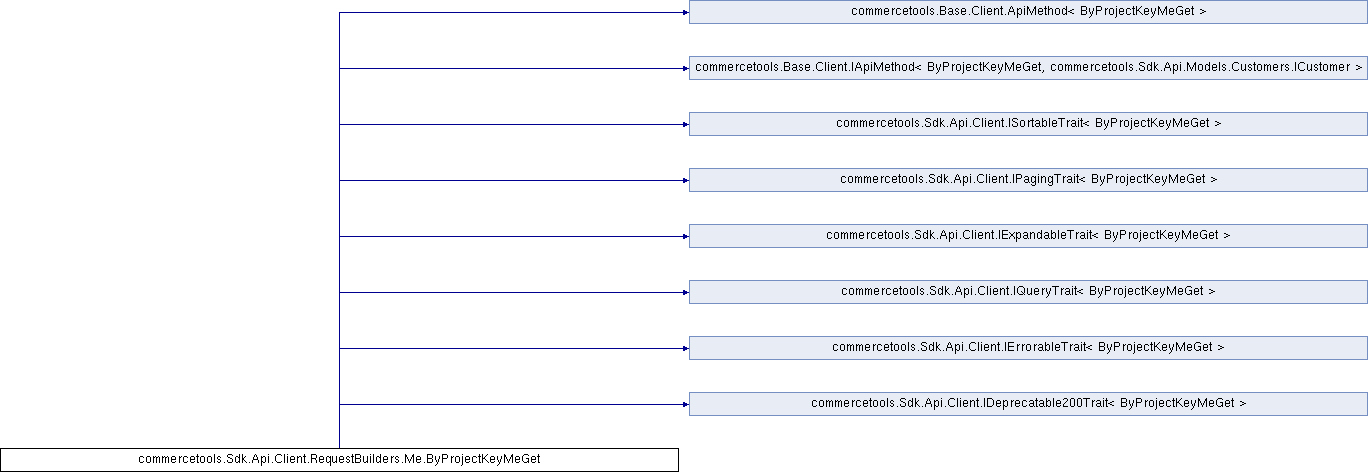 commercetools.Base.Client.ApiMethod< ByProjectKeyMeGet >
commercetools.Base.Client.IApiMethod< ByProjectKeyMeGet, commercetools.Sdk.Api.Models.Customers.ICustomer >
commercetools.Sdk.Api.Client.ISortableTrait< ByProjectKeyMeGet >
commercetools.Sdk.Api.Client.IPagingTrait< ByProjectKeyMeGet >
commercetools.Sdk.Api.Client.IExpandableTrait< ByProjectKeyMeGet >
commercetools.Sdk.Api.Client.IQueryTrait< ByProjectKeyMeGet >
commercetools.Sdk.Api.Client.IErrorableTrait< ByProjectKeyMeGet >
commercetools.Sdk.Api.Client.IDeprecatable200Trait< ByProjectKeyMeGet >
commercetools.Sdk.Api.Client.RequestBuilders.Me.ByProjectKeyMeGet